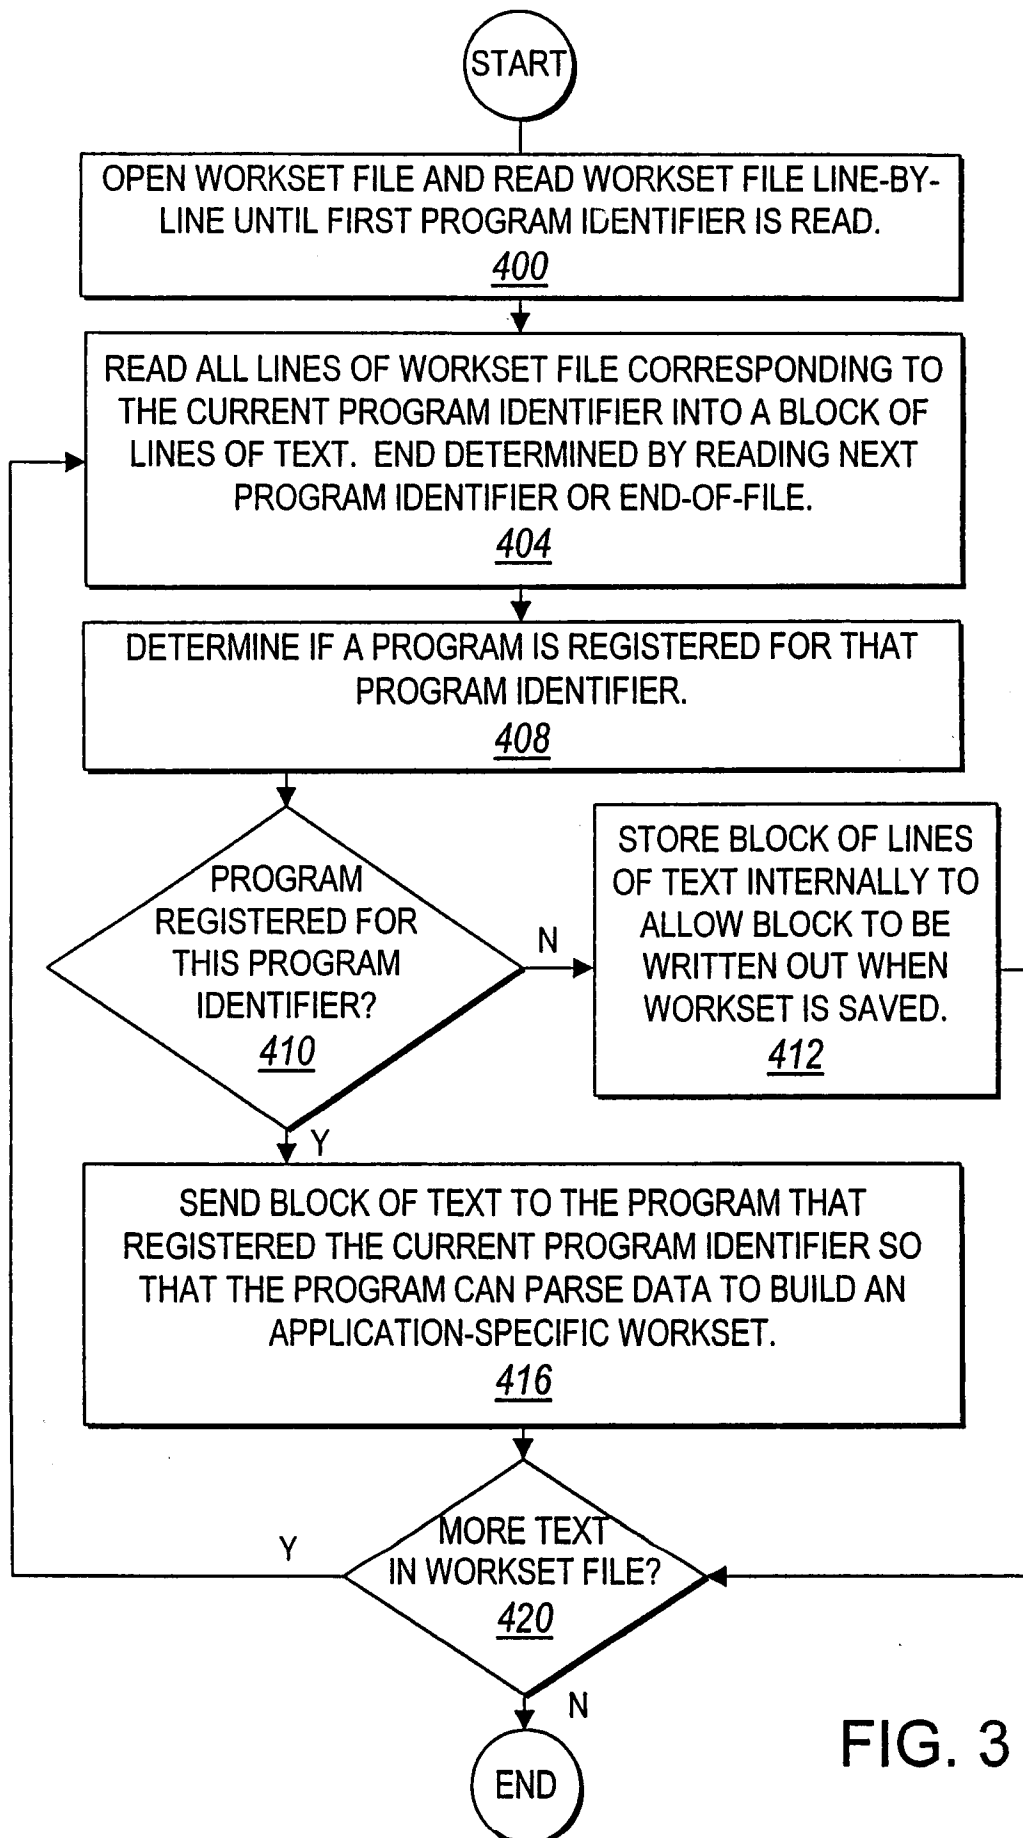 START
OPEN WORKSET FILE AND READ WORKSET FILE LINE-BY-
LINE UNTIL FIRST PROGRAM IDENTIFIER IS READ.
400
READ ALL LINES OF WORKSET FILE CORRESPONDING TO
THE CURRENT PROGRAM IDENTIFIER INTO A BLOCK OF
LINES OF TEXT. END DETERMINED BY READING NEXT
PROGRAM IDENTIFIER OR END-OF-FILE.
404
DETERMINE IF A PROGRAM IS REGISTERED FOR THAT
PROGRAM IDENTIFIER.
408
PROGRAM
REGISTERED FOR
THIS PROGRAM
IDENTIFIER?
410
N
STORE BLOCK OF LINES
OF TEXT INTERNALLY TO
ALLOW BLOCK TO BE
WRITTEN OUT WHEN
WORKSET IS SAVED.
412
Y
SEND BLOCK OF TEXT TO THE PROGRAM THAT
REGISTERED THE CURRENT PROGRAM IDENTIFIER SO
THAT THE PROGRAM CAN PARSE DATA TO BUILD AN
APPLICATION-SPECIFIC WORKSET.
416
Y
MORE TEXT
IN WORKSET FILE?
420
N
END
FIG. 3